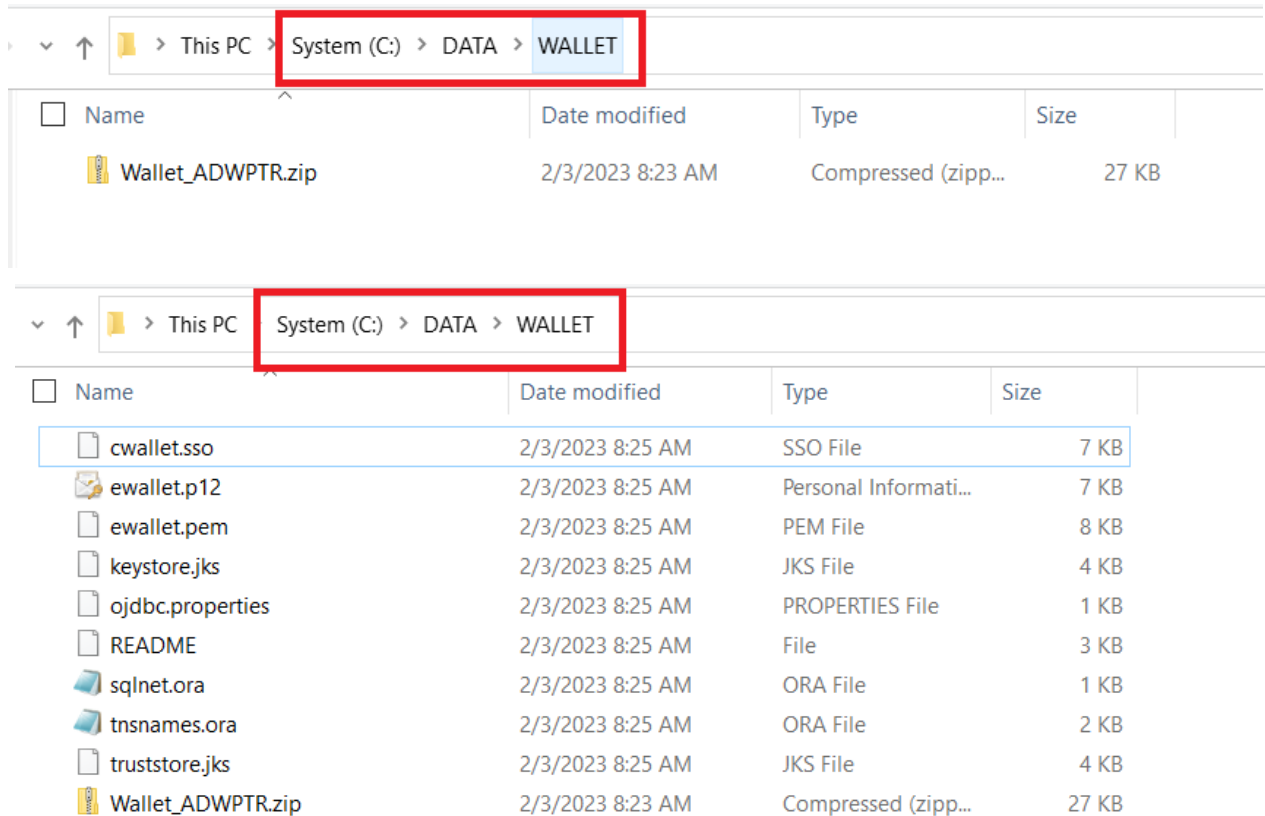 This PC > System (C:) > DATA > WALLET
Name Date modified Type Size
Wallet_ADWPTR.zip 2/3/2023 8:23 AM Compressed (zipp... 27 KB
This PC System (C:) > DATA > WALLET
Name Date modified Type Size
cwallet.sso 2/3/2023 8:25 AM SSO File 7 KB
ewallet.p12 2/3/2023 8:25 AM Personal Informati... 7 KB
ewallet.pem 2/3/2023 8:25 AM PEM File 8 KB
keystore.jks 2/3/2023 8:25 AM JKS File 4 KB
ojdbc.properties 2/3/2023 8:25 AM PROPERTIES File 1 KB
README 2/3/2023 8:25 AM File 3 KB
sqlnet.ora 2/3/2023 8:25 AM ORA File 1 KB
tnsnames.ora 2/3/2023 8:25 AM ORA File 2 KB
truststore.jks 2/3/2023 8:25 AM JKS File 4 KB
Wallet_ADWPTR.zip 2/3/2023 8:23 AM Compressed (zipp... 27 KB